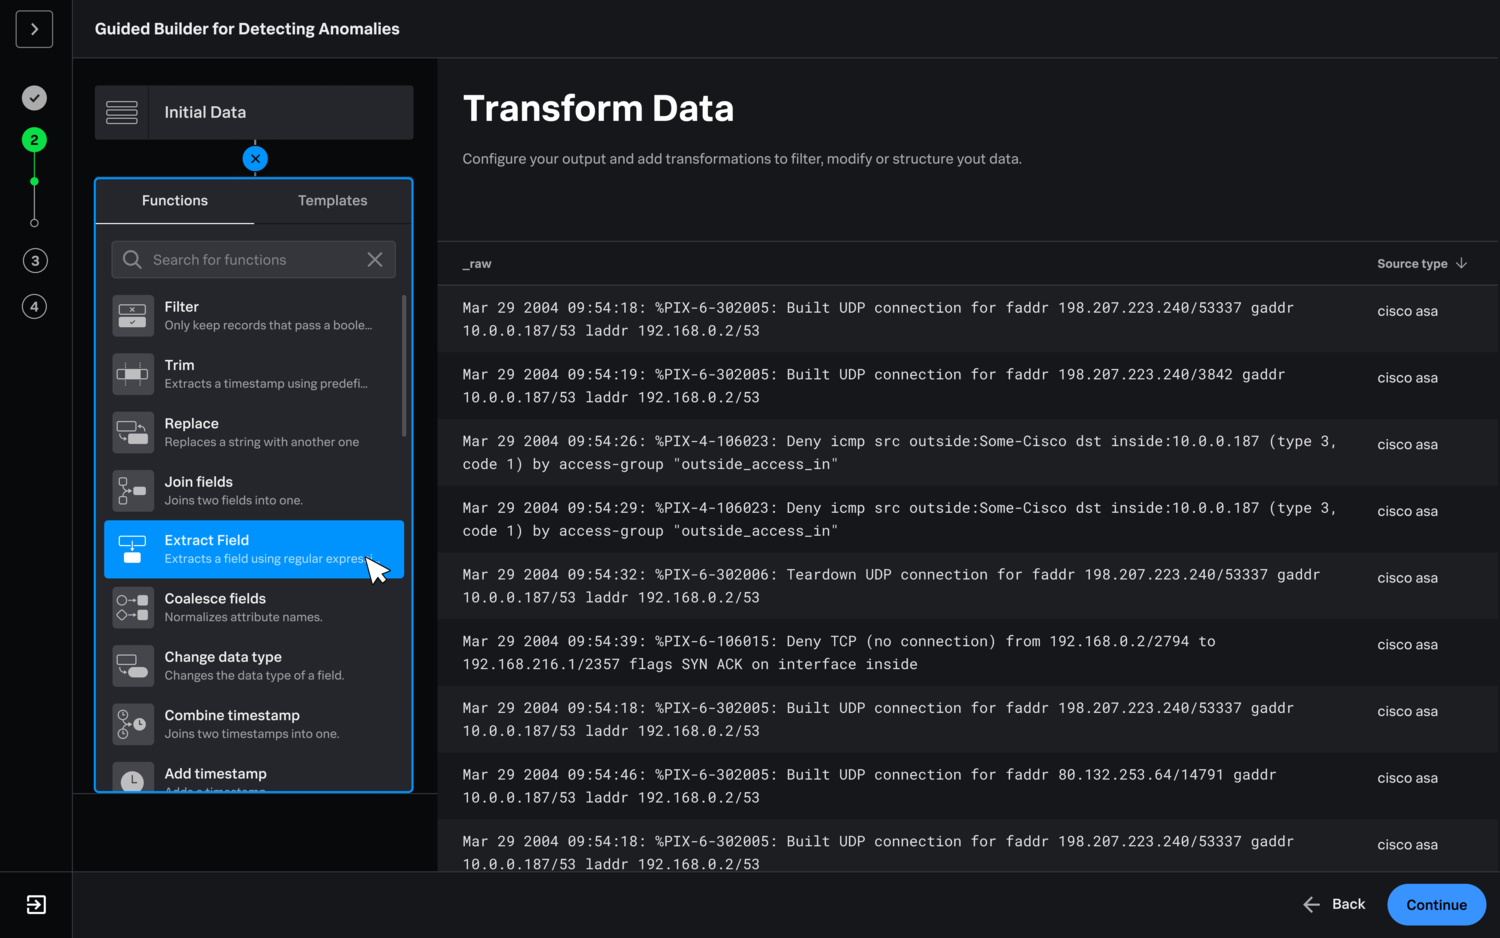 Guided Builder for Detecting Anomalies
2
3
4
Initial Data
Functions
Templates
Search for functions
Filter
Only keep records that pass a boole...
Trim
Extracts a timestamp using predefi...
Replace
Replaces a string with another one
Join fields
Joins two fields into one.
Extract Field
Extracts a field using regular
Coalesce fields
Normalizes attribute names.
Change data type
Changes the data type of a field.
Combine timestamp
Joins two timestamps into one.
Add timestamp
Transform Data
Configure your output and add transformations to filter, modify or structure yout data.
_raw
Source type
Mar 29 2004 09:54:18: %PIX-6-302005: Built UDP connection for faddr 198.207.223.240/53337 gaddr
10.0.0.187/53 laddr 192.168.0.2/53
cisco asa
Mar 29 2004 09:54:19: %PIX-6-302005: Built UDP connection for faddr 198.207.223.240/3842 gaddr
10.0.0.187/53 laddr 192.168.0.2/53
cisco asa
Mar 29 2004 09:54:26: %PIX-4-106023: Deny icmp src outside:Some-Cisco dst inside:10.0.0.187 (type 3,
code 1) by access-group "outside_access_in"
cisco asa
Mar 29 2004 09:54:29: %PIX-4-106023: Deny icmp src outside:Some-Cisco dst inside:10.0.0.187 (type 3,
code 1) by access-group "outside_access_in"
cisco asa
Mar 29 2004 09:54:32: %PIX-6-302006: Teardown UDP connection for faddr 198.207.223.240/53337 gaddr
10.0.0.187/53 laddr 192.168.0.2/53
cisco asa
Mar 29 2004 09:54:39: %PIX-6-106015: Deny TCP (no connection) from 192.168.0.2/2794 to
192.168.216.1/2357 flags SYN ACK on interface inside
cisco asa
Mar 29 2004 09:54:18: %PIX-6-302005: Built UDP connection for faddr 198.207.223.240/53337 gaddr
10.0.0.187/53 laddr 192.168.0.2/53
cisco asa
Mar 29 2004 09:54:46: %PIX-6-302005: Built UDP connection for faddr 80.132.253.64/14791 gaddr
10.0.0.187/53 laddr 192.168.0.2/53
cisco asa
Mar 29 2004 09:54:18: %PIX-6-302005: Built UDP connection for faddr 198.207.223.240/53337 gaddr
10.0.0.187/53 laddr 192.168.0.2/53
cisco asa
Back
Continue